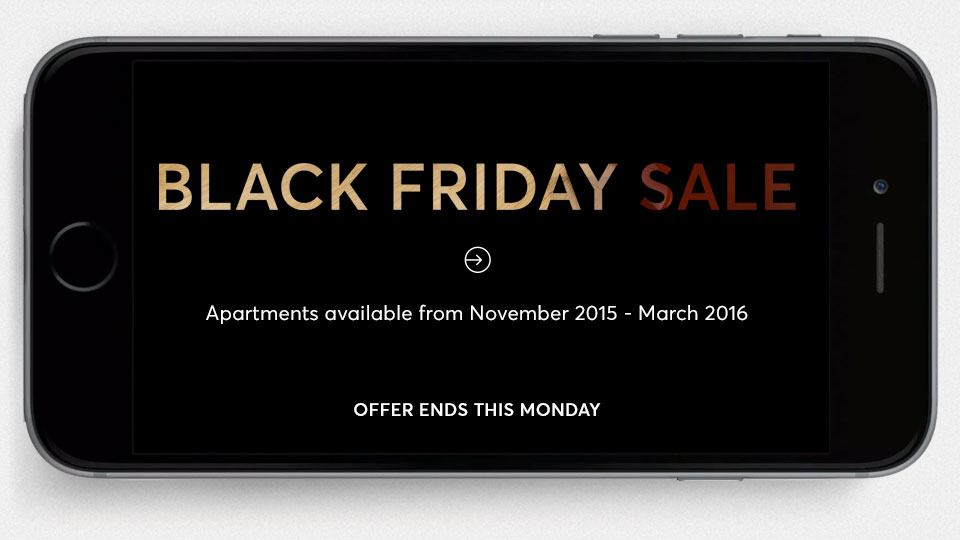 BLACK FRIDAY SALE
Apartments available from November 2015 - March 2016
OFFER ENDS THIS MONDAY